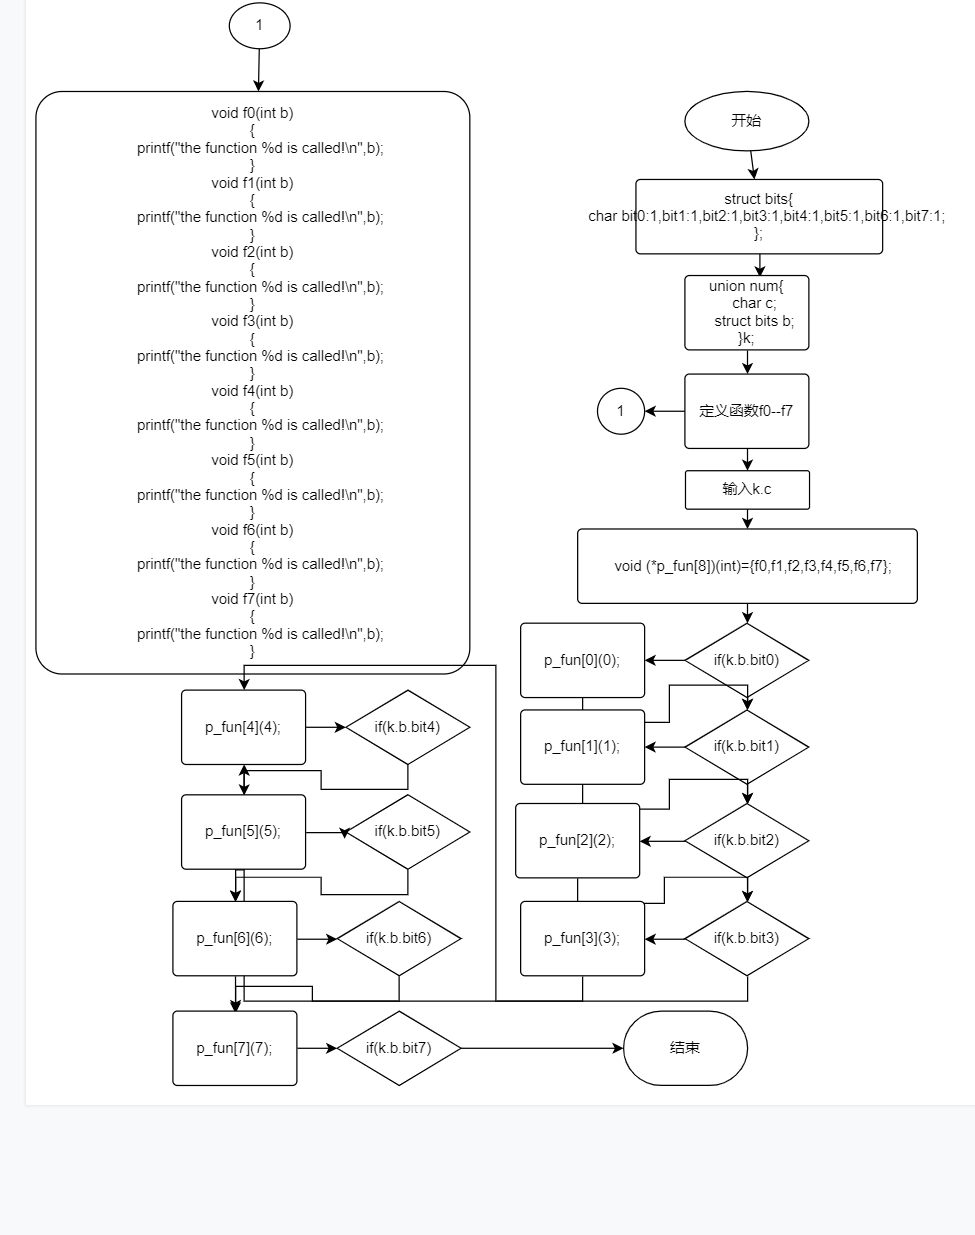 1
void f0(int b)
{
printf("the function %d is called!\n",b);
}
void f1(int b)
{
printf("the function %d is called!\n",b);
}
void f2(int b)
{
printf("the function %d is called!\n",b);
}
void f3(int b)
{
printf("the function %d is called!\n",b);
}
void f4(int b)
{
printf("the function %d is called!\n",b);
}
void f5(int b)
{
printf("the function %d is called!\n",b);
}
void f6(int b)
{
printf("the function %d is called!\n",b);
}
void f7(int b)
{
printf("the function %d is called!\n",b);
}
开始
struct bits{
char bit0:1,bit1:1,bit2:1,bit3:1,bit4:1,bit5:1,bit6:1,bit7:1;
};
union num{
char c;
struct bits b;
}k;
定义函数f0--f7
1
输入k.c
void (*p_fun[8])(int)={f0,f1,f2,f3,f4,f5,f6,f7};
if(k.b.bit0)
p_fun[0](0);
if(k.b.bit1)
p_fun[1](1);
if(k.b.bit2)
p_fun[2](2);
if(k.b.bit3)
p_fun[3](3);
p_fun[4](4);
if(k.b.bit4)
p_fun[5](5);
if(k.b.bit5)
p_fun[6](6);
if(k.b.bit6)
p_fun[7](7);
if(k.b.bit7)
结束